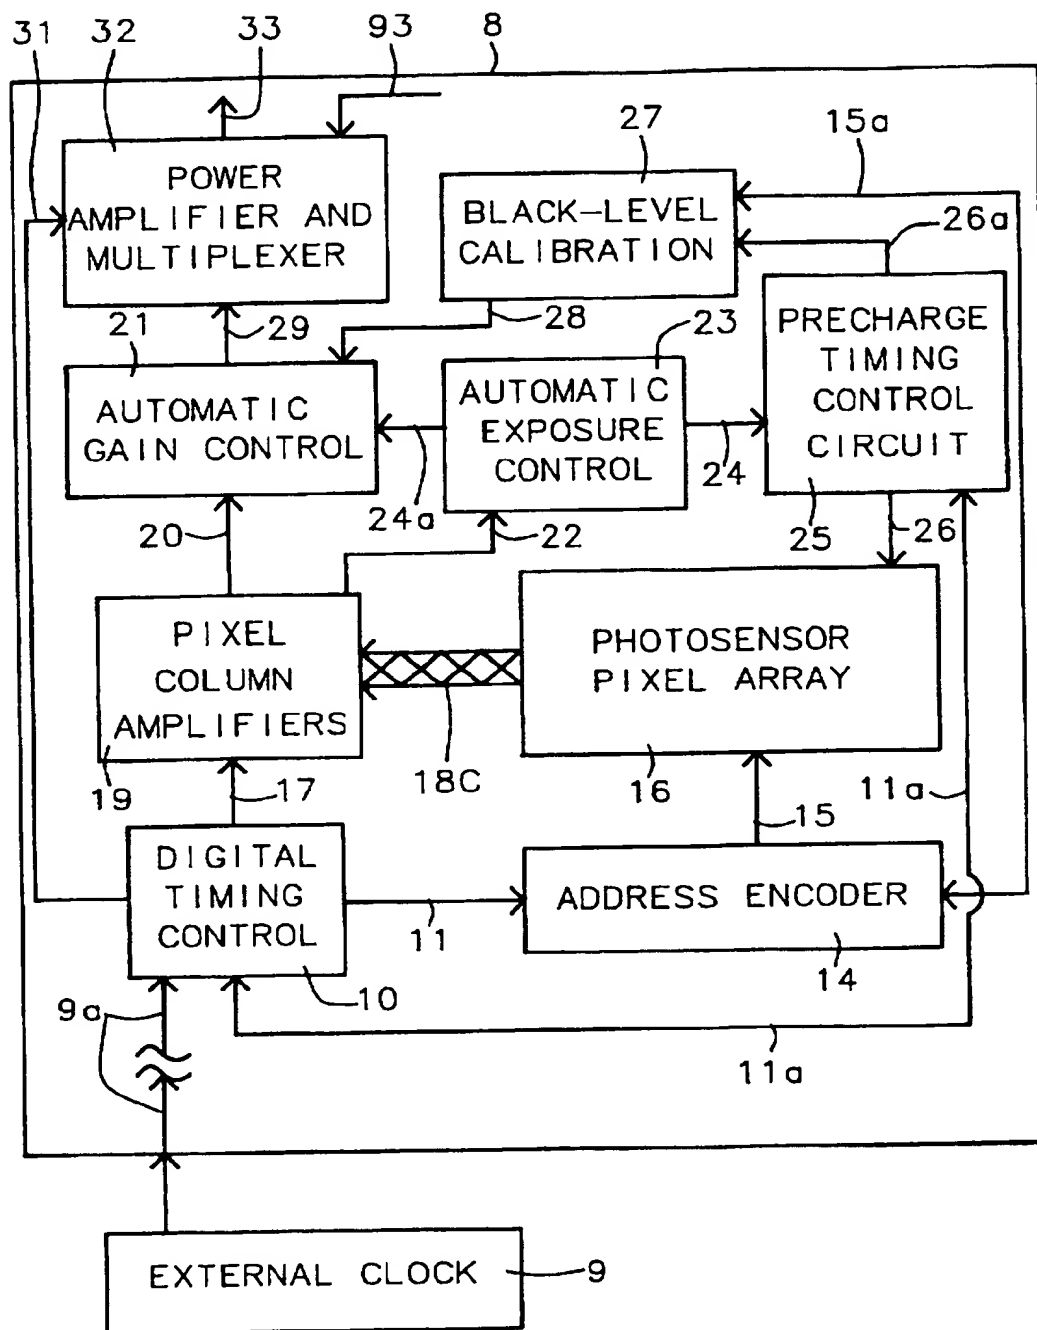 31 32 33 93 8
27 15a
POWER
AMPLIFIER AND
MULTIPLEXER
BLACK-LEVEL
CALIBRATION
26a
21 29 28 23
PRECHARGE
TIMING
CONTROL
CIRCUIT
AUTOMATIC
GAIN CONTROL
AUTOMATIC
EXPOSURE
CONTROL
24
24a
20 22 25 26
PIXEL
COLUMN
AMPLIFIERS
PHOTOSENSOR
PIXEL ARRAY
19 17 18C 16 15 11a
DIGITAL
TIMING
CONTROL
ADDRESS ENCODER
11
10 14
9a
11a
EXTERNAL CLOCK 9